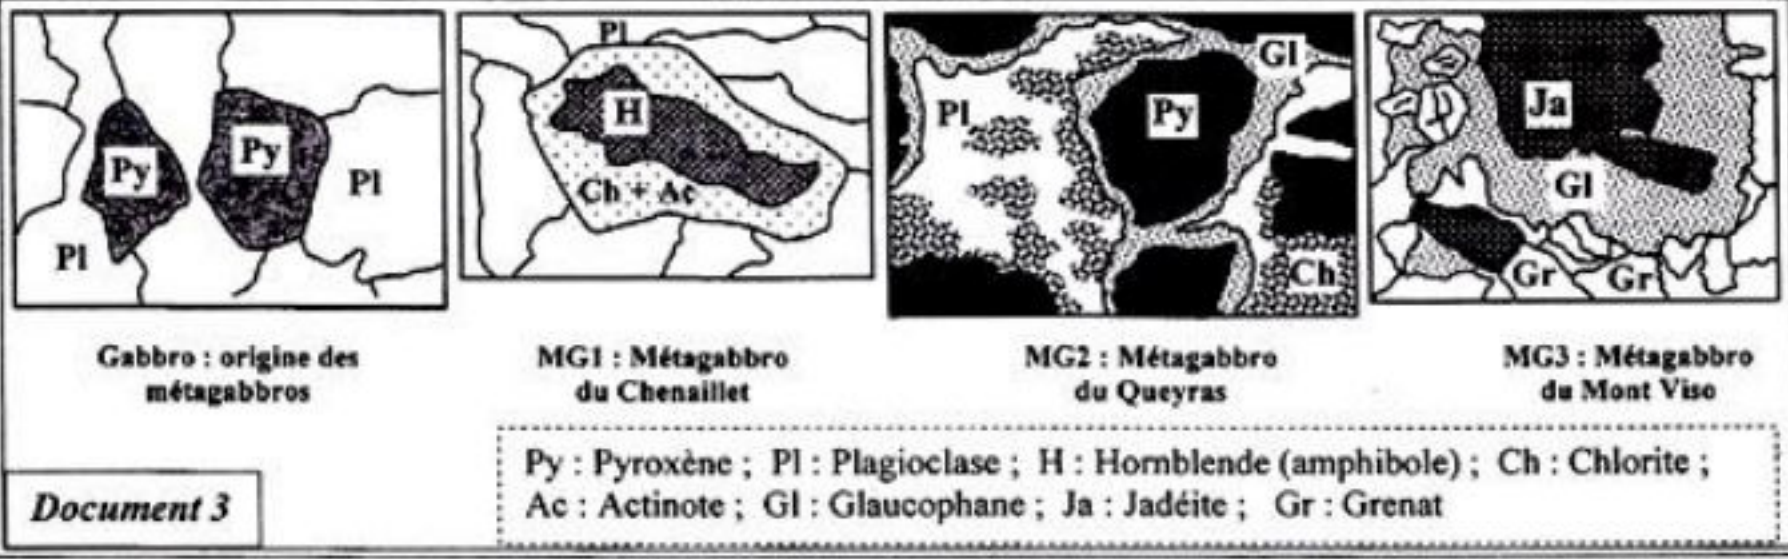 Py
Py
Pl
Pl
Pl
H
Ch + Ac
Pl
Py
Gl
Ch
Ja
Gl
Gr
Gr
Gabbro : origine des
métagabbros
MG1 : Métagabbro
du Chenaillet
MG2 : Métagabbro
du Queyras
MG3 : Métagabbro
du Mont Viso
Py : Pyroxène ; Pl : Plagioclase ; H : Hornblende (amphibole) ; Ch : Chlorite ;
Ac : Actinote ; Gl : Glaucophane ; Ja : Jadéite ; Gr : Grenat
Document 3